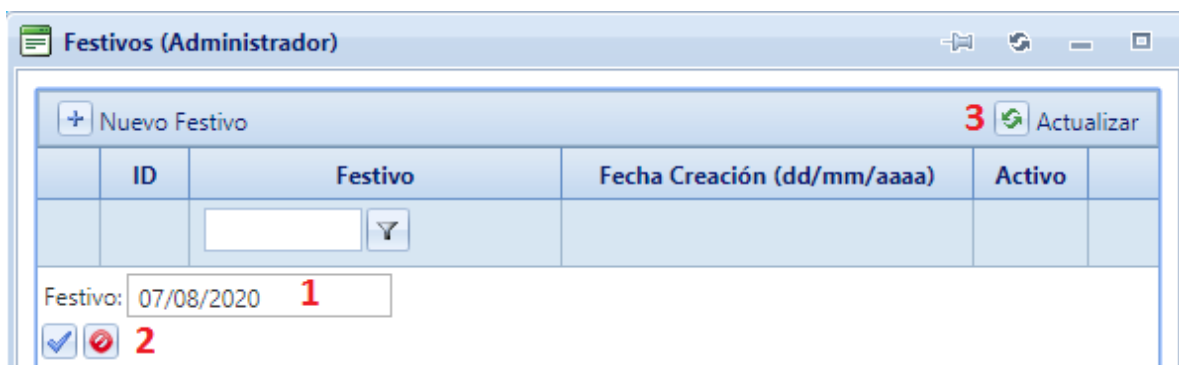 Festivos (Administrador)
Nuevo Festivo 3 Actualizar
ID Festivo Fecha Creación (dd/mm/aaaa) Activo
Festivo: 07/08/2020 1
2